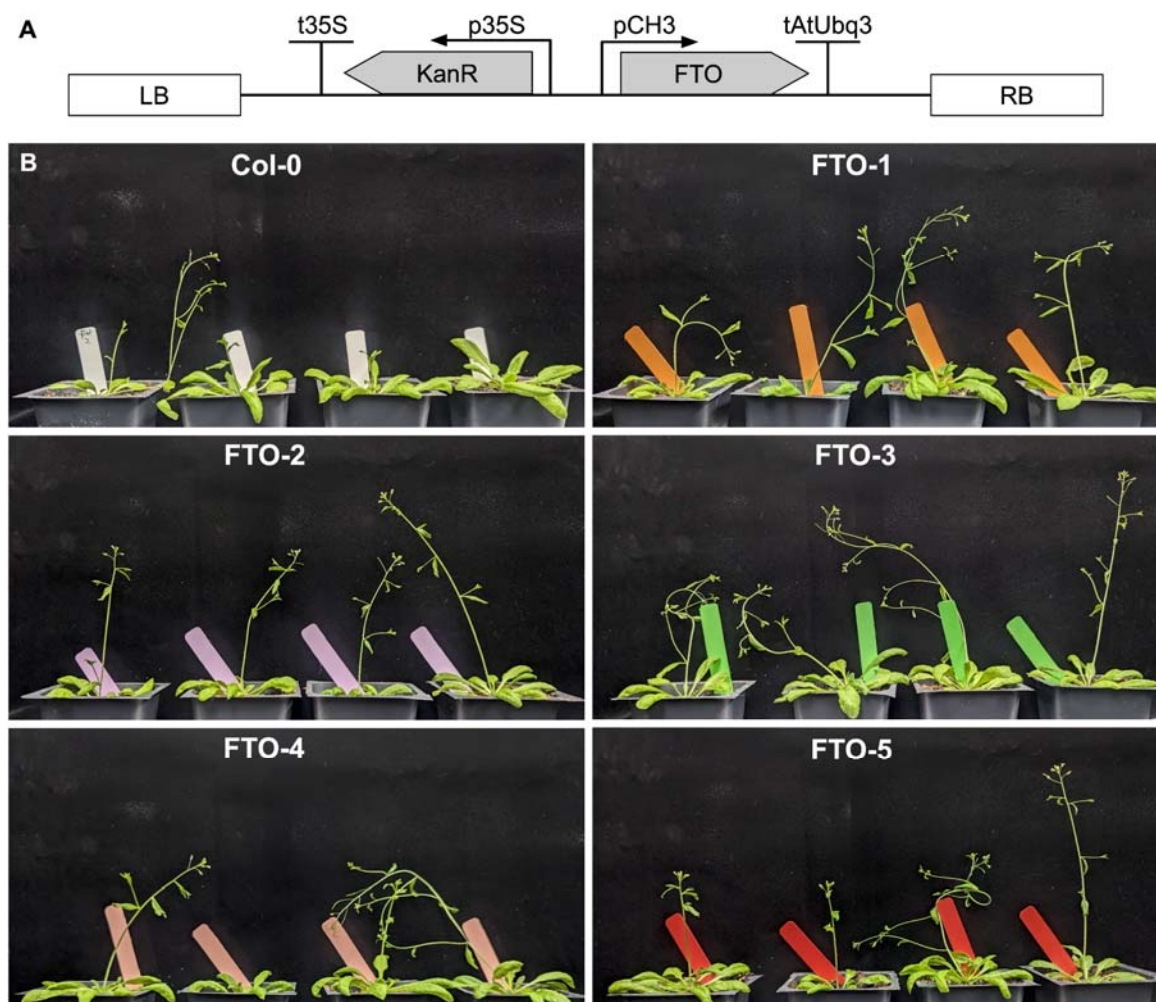 A
t35S p35S pCH3 tAtUbq3
LB KanR FTO RB
B
Col-0 FTO-1
FTO-2 FTO-3
FTO-4 FTO-5